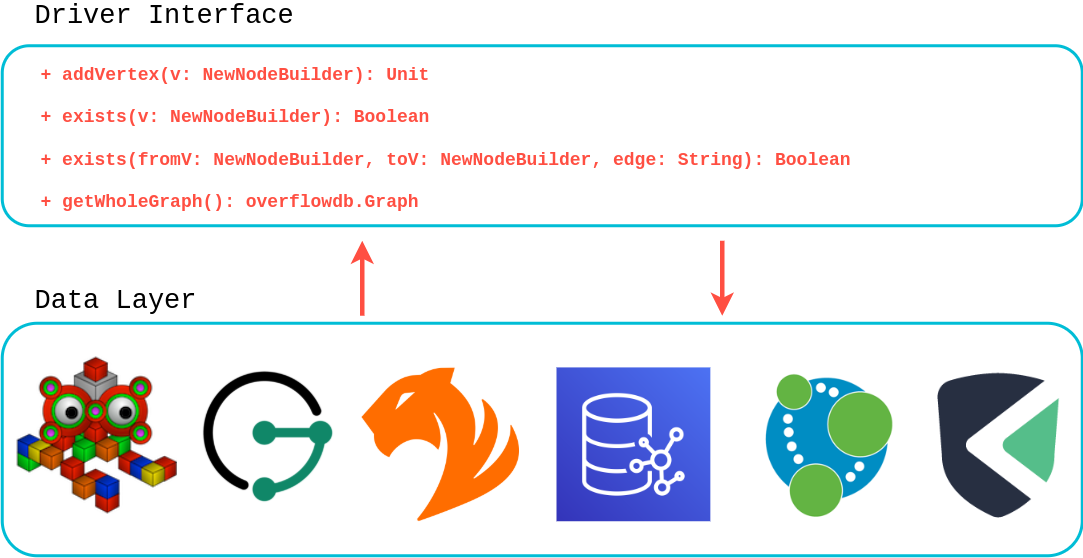 Driver Interface
+ addVertex(v: NewNodeBuilder): Unit
+ exists(v: NewNodeBuilder): Boolean
+ exists(fromV: NewNodeBuilder, toV: NewNodeBuilder, edge: String): Boolean
+ getWholeGraph(): overflowdb.Graph
Data Layer